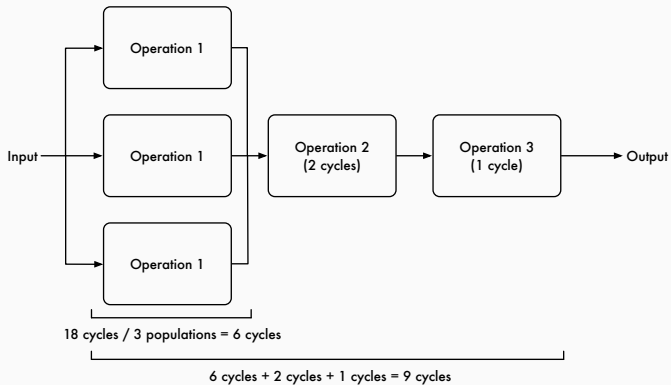 Operation 1
Input
Operation 1
Operation 2
(2 cycles)
Operation 3
(1 cycle)
Output
Operation 1
18 cycles / 3 populations = 6 cycles
6 cycles + 2 cycles + 1 cycles = 9 cycles